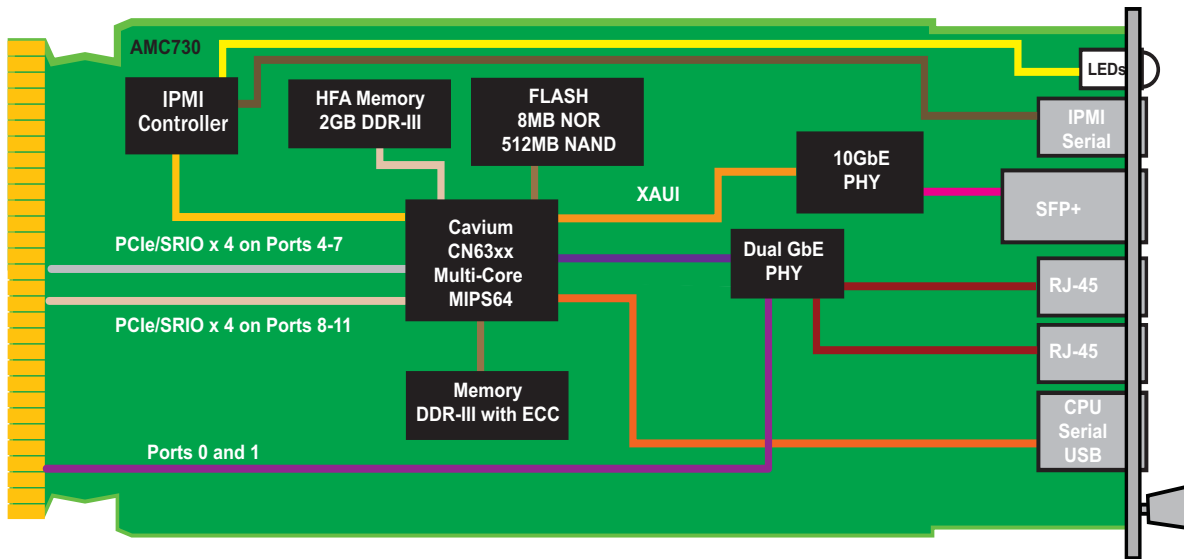 AMC730
LEDs
IPMI
Controller
HFA Memory
2GB DDR-III
FLASH
8MB NOR
512MB NAND
IPMI
Serial
10GbE
PHY
XAUI
SFP+
Cavium
CN63xx
Multi-Core
MIPS64
PCIe/SRIO x 4 on Ports 4-7
Dual GbE
PHY
RJ-45
PCIe/SRIO x 4 on Ports 8-11
RJ-45
Memory
DDR-III with ECC
CPU
Serial
USB
Ports 0 and 1